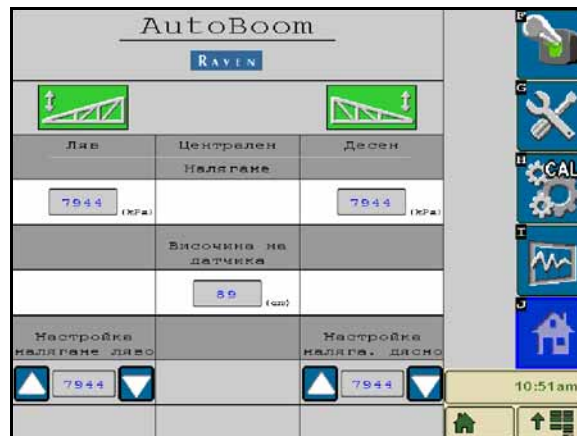 AutoBoom
RAVEN
Ляв Централен Десен
Налягане
7944 (kPa) 7944 (kPa)
Височина на
датчика
89 (cm)
Настройка Настройка
налягане ляво наляга. дясно
7944 7944
F
G
H
CAL
I
J
10:51am